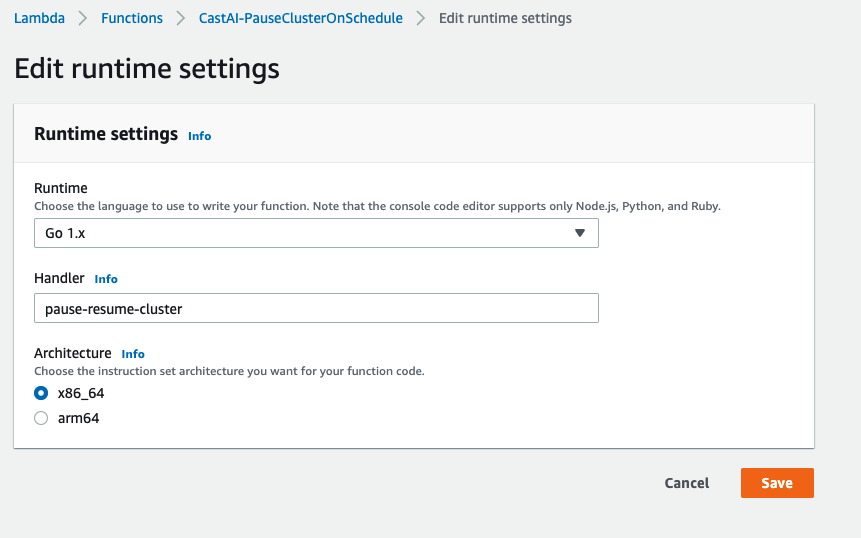 Lambda > Functions > CastAI-PauseClusterOnSchedule > Edit runtime settings
Edit runtime settings
Runtime settings Info
Runtime
Choose the language to use to write your function. Note that the console code editor supports only Node.js, Python, and Ruby.
Go 1.x
Handler Info
pause-resume-cluster
Architecture Info
Choose the instruction set architecture you want for your function code.
x86_64
arm64
Cancel Save